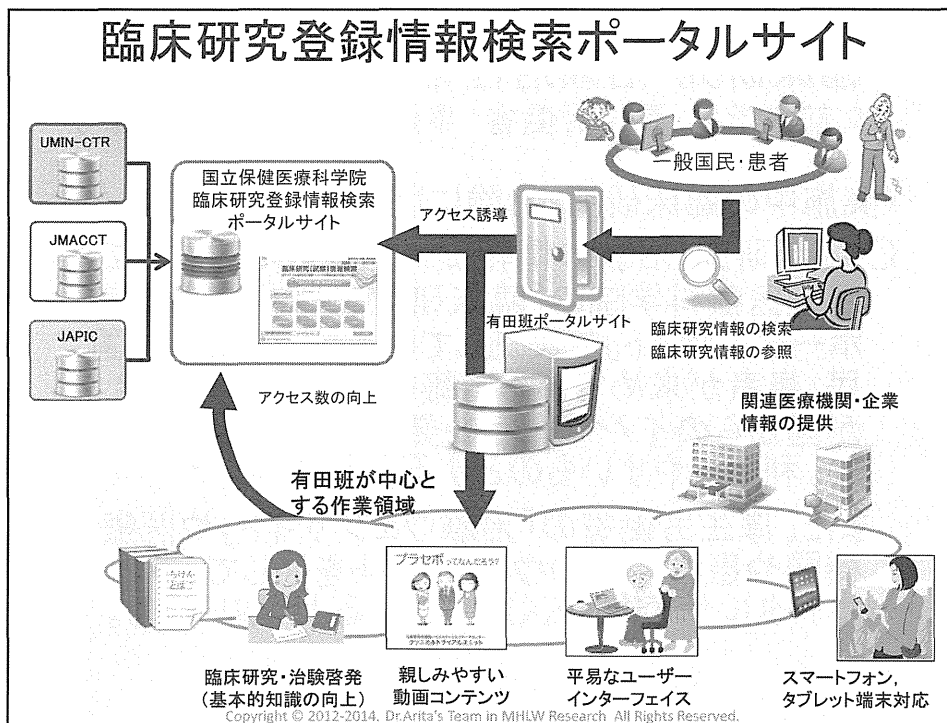 臨床研究登録情報検索ポータルサイト
UMIN-CTR
JMACCT
JAPIC
国立保健医療科学院
臨床研究登録情報検索
ポータルサイト
臨床研究(試験)情報検索
アクセス誘導
一般国民・患者
有田班ポータルサイト
臨床研究情報の検索
臨床研究情報の参照
アクセス数の向上
関連医療機関・企業
情報の提供
有田班が中心と
する作業領域
プラセボってなんだろう?
臨床研究・治験啓発
(基本的知識の向上)
親しみやすい
動画コンテンツ
平易なユーザー
インターフェイス
スマートフォン,
タブレット端末対応
Copyright © 2012-2014, Dr.Arita's Team in MHLW Research All Rights Reserved.